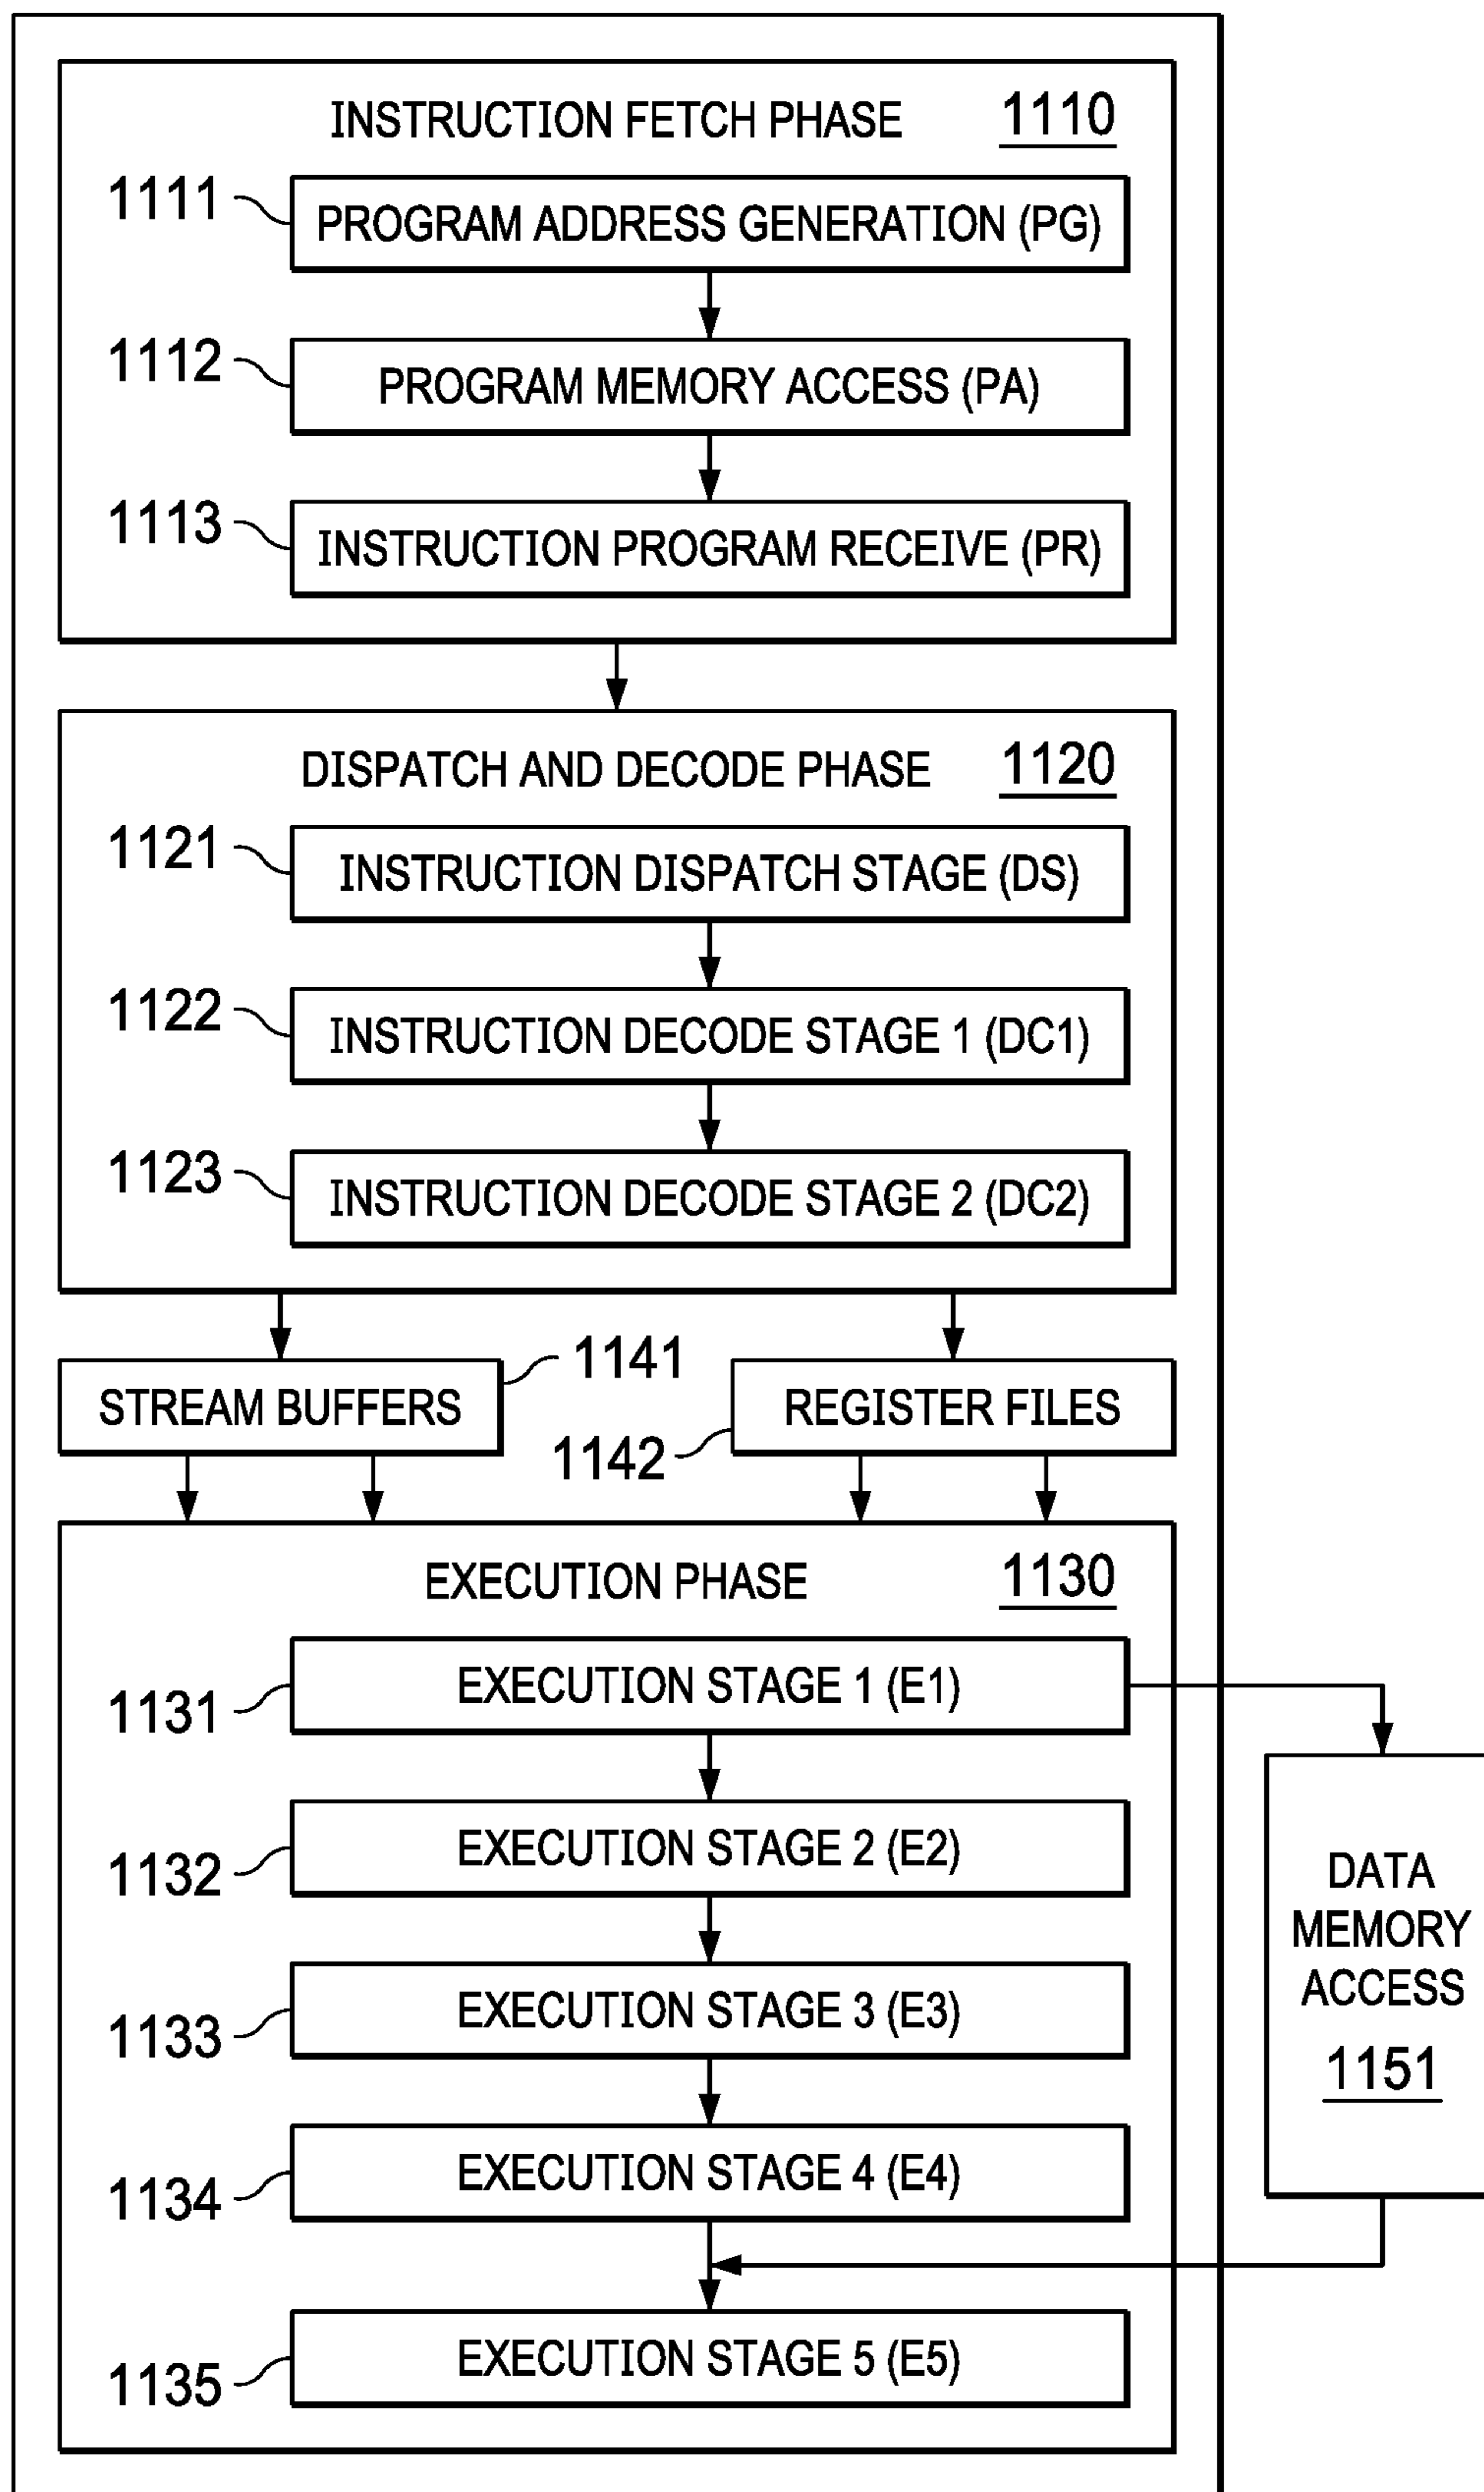 INSTRUCTION FETCH PHASE 1110
1111 PROGRAM ADDRESS GENERATION (PG)
1112 PROGRAM MEMORY ACCESS (PA)
1113 INSTRUCTION PROGRAM RECEIVE (PR)
DISPATCH AND DECODE PHASE 1120
1121 INSTRUCTION DISPATCH STAGE (DS)
1122 INSTRUCTION DECODE STAGE 1 (DC1)
1123 INSTRUCTION DECODE STAGE 2 (DC2)
STREAM BUFFERS 1141
1142 REGISTER FILES
EXECUTION PHASE 1130
1131 EXECUTION STAGE 1 (E1)
1132 EXECUTION STAGE 2 (E2)
1133 EXECUTION STAGE 3 (E3)
1134 EXECUTION STAGE 4 (E4)
1135 EXECUTION STAGE 5 (E5)
DATA
MEMORY
ACCESS
1151